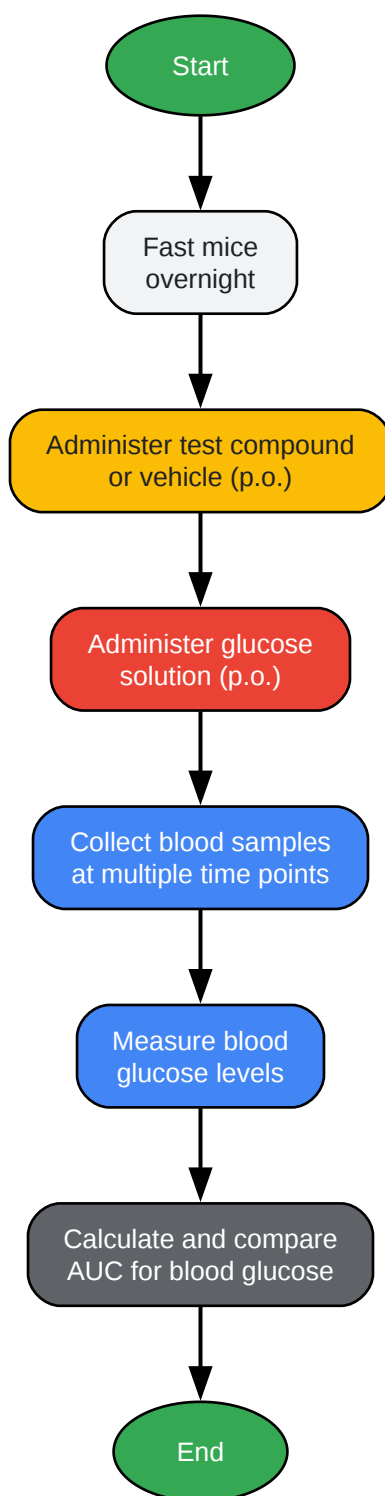 Start
Fast mice
overnight
Administer test compound
or vehicle (p.o.)
Administer glucose
solution (p.o.)
Collect blood samples
at multiple time points
Measure blood
glucose levels
Calculate and compare
AUC for blood glucose
End